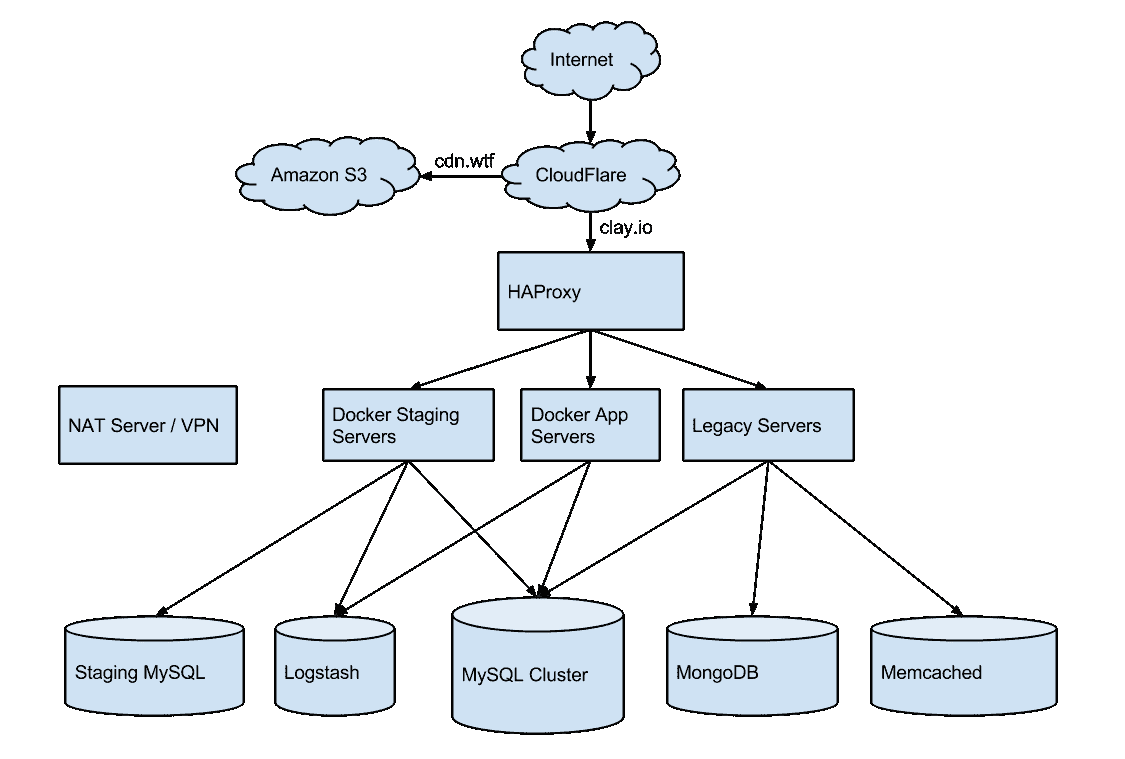 Internet
cdn.wtf
Amazon S3
CloudFlare
clay.io
HAProxy
NAT Server / VPN
Docker Staging
Servers
Docker App
Servers
Legacy Servers
Staging MySQL
Logstash
MySQL Cluster
MongoDB
Memcached